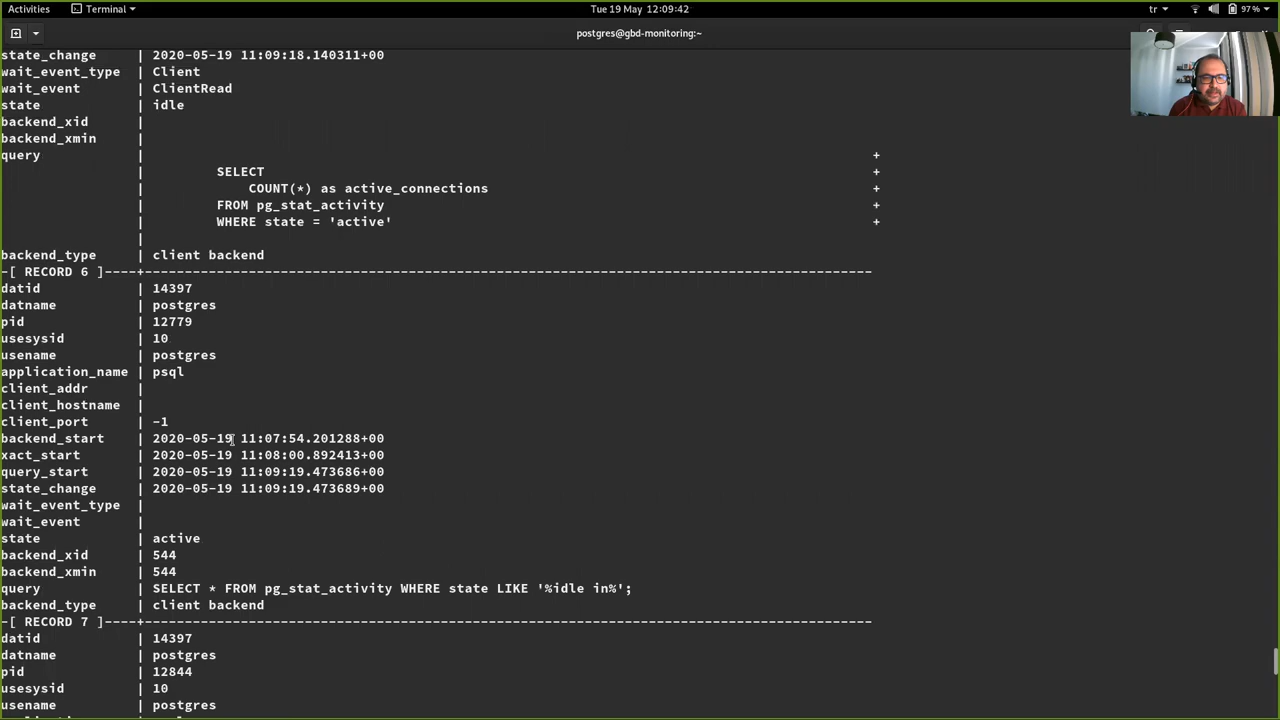 Activities Terminal Tue 19 May 12:09:42 tr 97%
postgres@gbd-monitoring:~
state_change | 2020-05-19 11:09:18.140311+00
wait_event_type | Client
wait_event | ClientRead
state | idle
backend_xid |
backend_xmin |
query | +
| SELECT +
| COUNT(*) as active_connections +
| FROM pg_stat_activity +
| WHERE state = 'active' +
|
backend_type | client backend
-[ RECORD 6 ]----+--------------------------------------------------------------------------------------------
datid | 14397
datname | postgres
pid | 12779
usesysid | 10
usename | postgres
application_name | psql
client_addr |
client_hostname |
client_port | -1
backend_start | 2020-05-19 11:07:54.201288+00
xact_start | 2020-05-19 11:08:00.892413+00
query_start | 2020-05-19 11:09:19.473686+00
state_change | 2020-05-19 11:09:19.473689+00
wait_event_type |
wait_event |
state | active
backend_xid | 544
backend_xmin | 544
query | SELECT * FROM pg_stat_activity WHERE state LIKE '%idle in%';
backend_type | client backend
-[ RECORD 7 ]----+--------------------------------------------------------------------------------------------
datid | 14397
datname | postgres
pid | 12844
usesysid | 10
usename | postgres